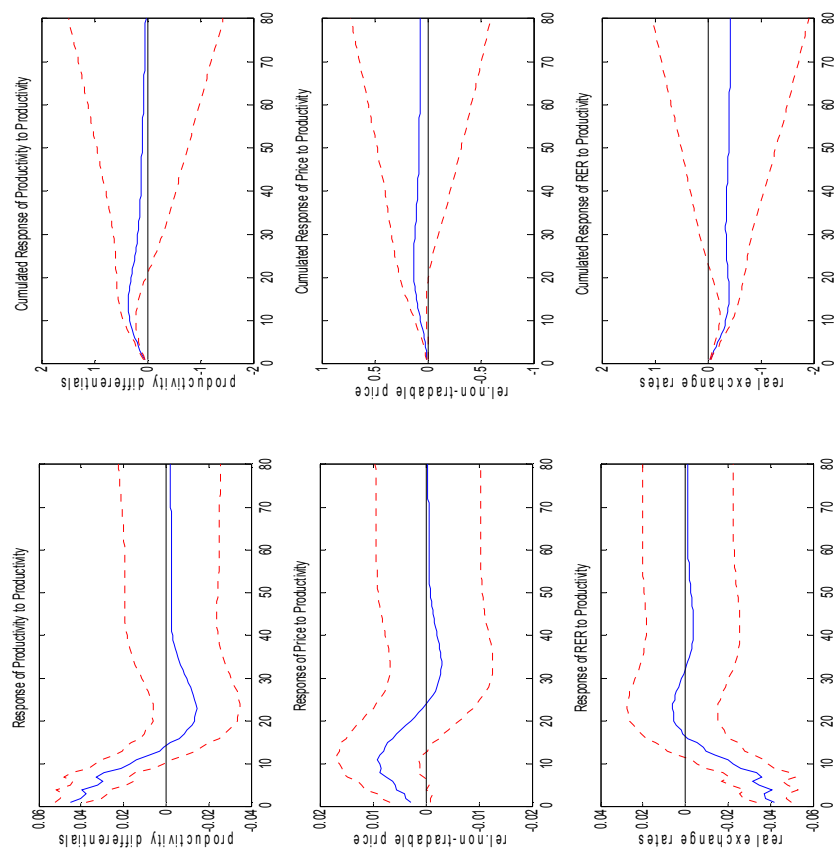 Response of Productivity to Productivity
productivity differentials
0.06
0.04
0.02
0
-0.02
-0.04
0 10 20 30 40 50 60 70 80
Cumulated Response of Productivity to Productivity
productivity differentials
2
1
0
-1
-2
0 10 20 30 40 50 60 70 80
Response of Price to Productivity
rel.non-tradable price
0.02
0.01
0
-0.01
-0.02
0 10 20 30 40 50 60 70 80
Cumulated Response of Price to Productivity
rel.non-tradable price
1
0.5
0
-0.5
-1
0 10 20 30 40 50 60 70 80
Response of RER to Productivity
real exchange rates
0.04
0.02
0
-0.02
-0.04
-0.06
0 10 20 30 40 50 60 70 80
Cumulated Response of RER to Productivity
real exchange rates
2
1
0
-1
-2
0 10 20 30 40 50 60 70 80